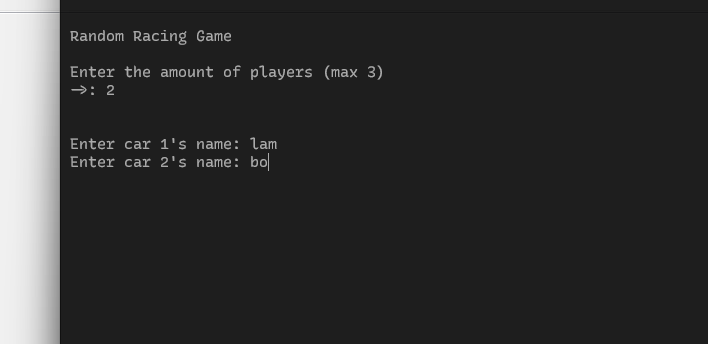 Random Racing Game
Enter the amount of players (max 3)
->: 2
Enter car 1's name: lam
Enter car 2's name: bo